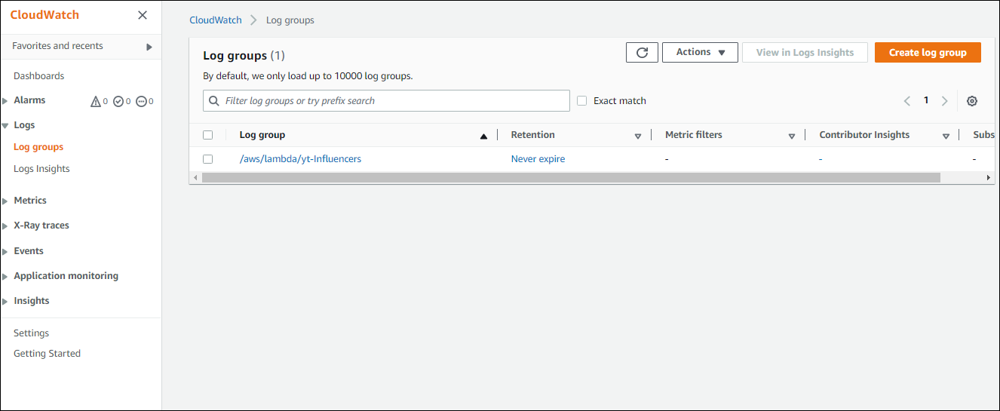 CloudWatch
Favorites and recents
Dashboards
Alarms 0 0 0
Logs
Log groups
Logs Insights
Metrics
X-Ray traces
Events
Application monitoring
Insights
Settings
Getting Started
CloudWatch Log groups
Log groups (1)
Actions
View in Logs Insights
Create log group
By default, we only load up to 10000 log groups.
Filter log groups or try prefix search
Exact match
1
Log group Retention Metric filters Contributor Insights Subs
/aws/lambda/yt-Influencers Never expire - - -